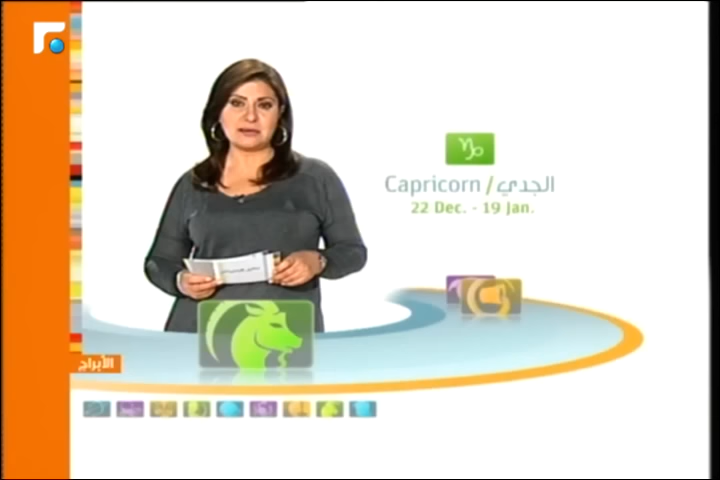 Capricorn / الجدي
22 Dec. - 19 Jan.
الأبراج